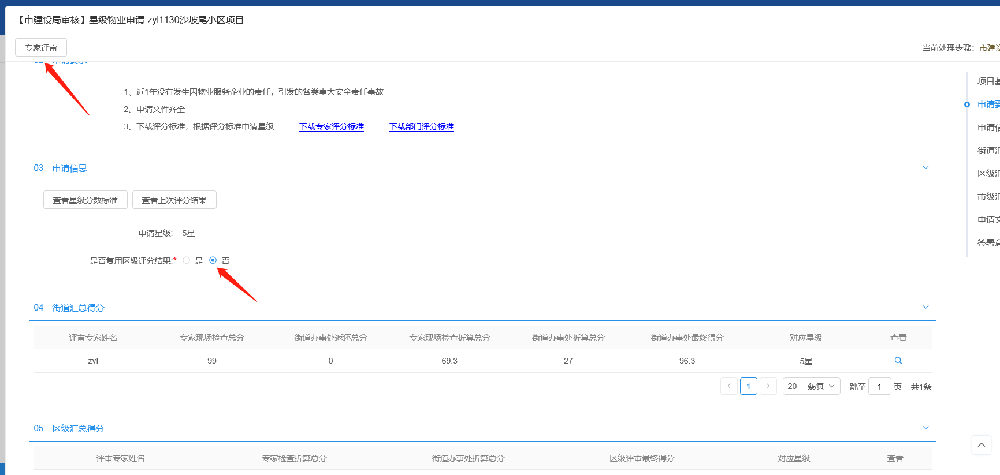 【市建设局审核】星级物业申请-zyl1130沙坡尾小区项目
专家评审
当前处理步骤：市建设
02 申请要求
1、近1年没有发生因物业服务企业的责任，引发的各类重大安全责任事故
2、申请文件齐全
3、下载评分标准，根据评分标准申请星级 下载专家评分标准 下载部门评分标准
03 申请信息
查看星级分数标准 查看上次评分结果
申请星级: 5星
是否复用区级评分结果:* 是 否
04 街道汇总得分
评审专家姓名 专家现场检查总分 街道办事处返还总分 专家现场检查折算总分 街道办事处折算总分 街道办事处最终得分 对应星级 查看
zyl 99 0 69.3 27 96.3 5星
1 20 条/页 跳至 1 页 共1条
05 区级汇总得分
评审专家姓名 专家检查折算总分 街道办事处折算总分 区级评审最终得分 对应星级 查看
项目基
申请要
申请信
街道汇
区级汇
市级汇
申请文
签署意